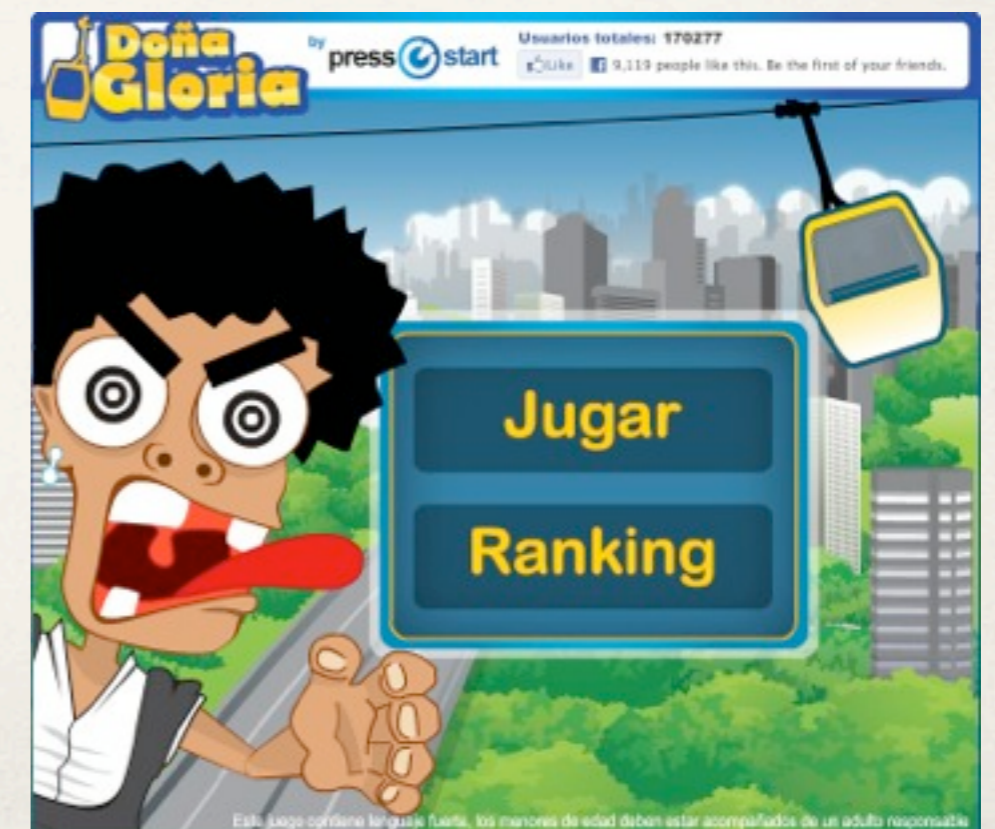 Doña
Gloria
by press start
Usuarios totales: 170277
Like 9,119 people like this. Be the first of your friends.
Jugar
Ranking
Este juego contiene lenguaje fuerte, los menores de edad deben estar acompañados de un adulto responsable